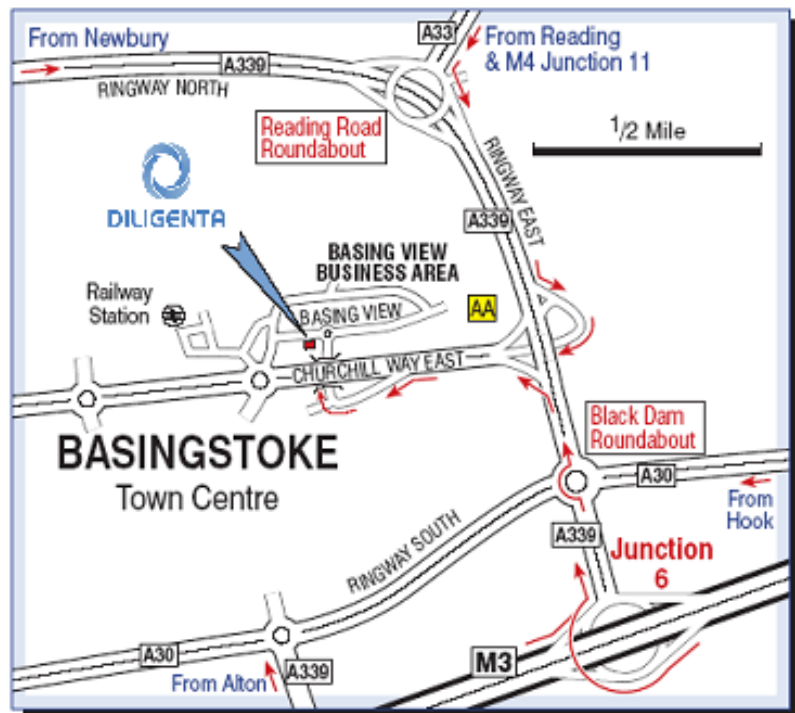 From Newbury
A33
From Reading
& M4 Junction 11
A339
RINGWAY NORTH
Reading Road
Roundabout
1/2 Mile
RINGWAY EAST
DILIGENTA
A339
BASING VIEW
BUSINESS AREA
Railway
Station
BASING VIEW
AA
CHURCHILL WAY EAST
Black Dam
Roundabout
BASINGSTOKE
Town Centre
A30
From
Hook
RINGWAY SOUTH
A339
Junction
6
A30
M3
From Alton
A339